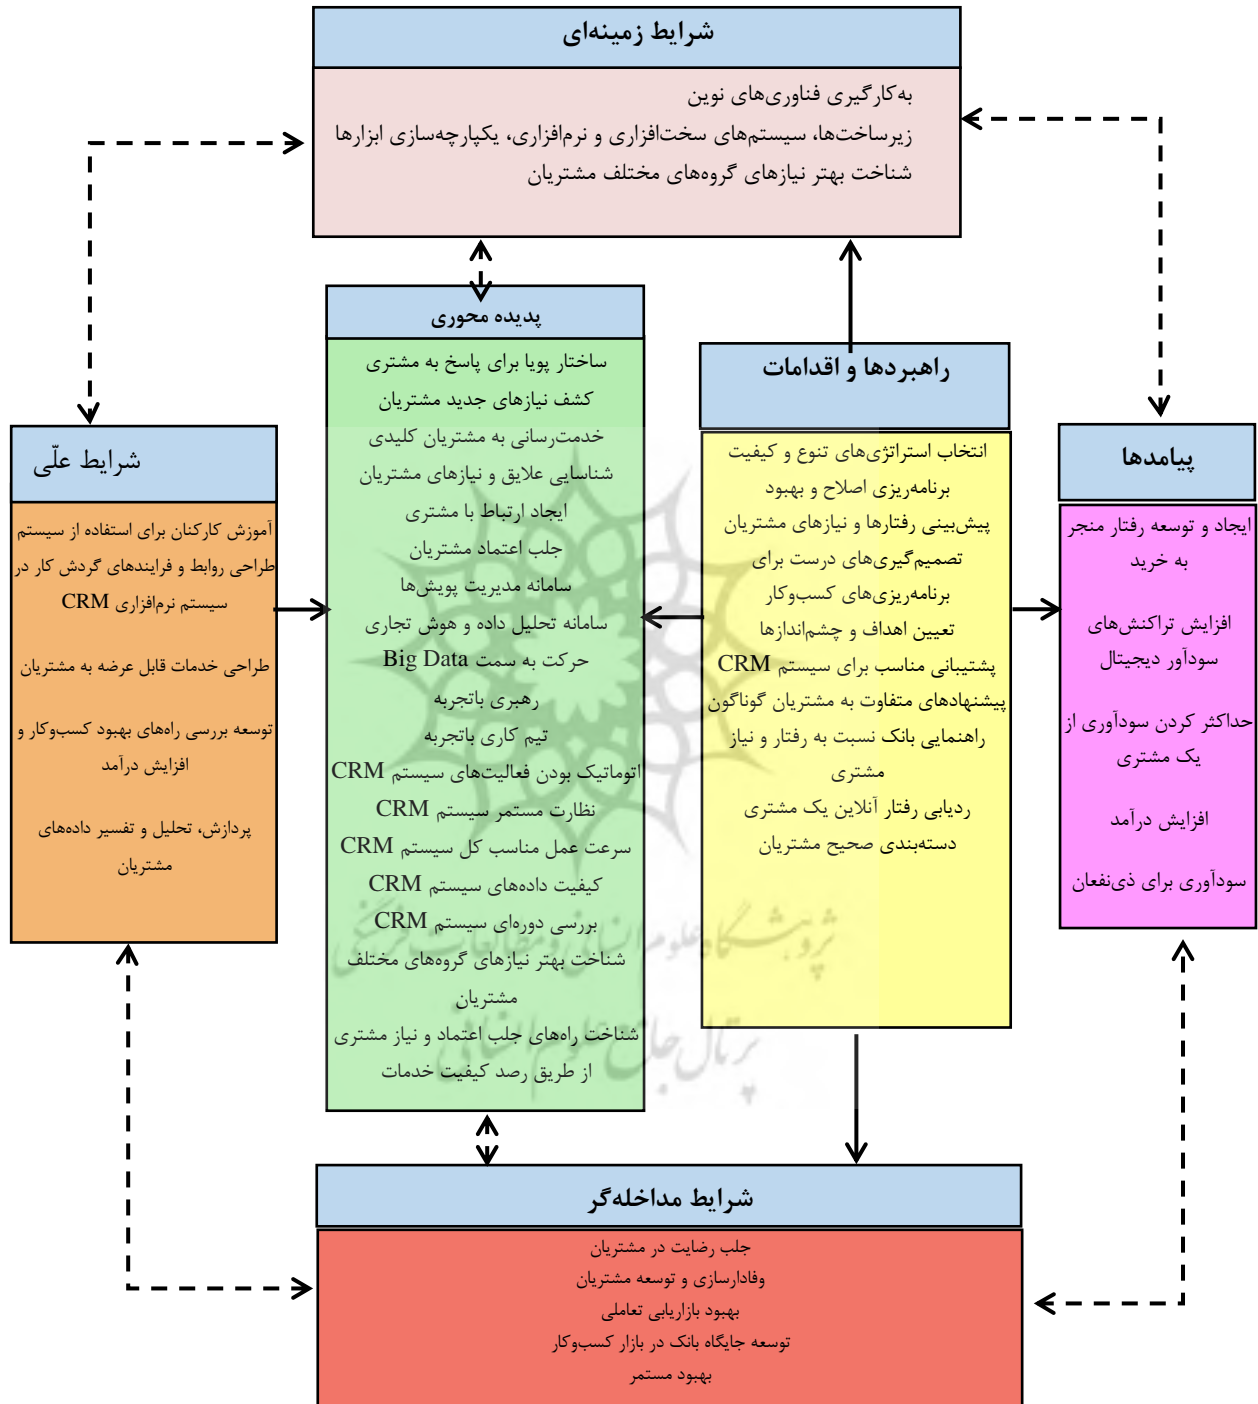 شرایط زمینه‌ای
به‌کارگیری فناوری‌های نوین
زیرساخت‌ها، سیستم‌های سخت‌افزاری و نرم‌افزاری، یکپارچه‌سازی ابزارها
شناخت بهتر نیازهای گروه‌های مختلف مشتریان
پیامدها
ایجاد و توسعه رفتار منجر
به خرید
افزایش تراکنش‌های
سودآور دیجیتال
حداکثر کردن سودآوری از
یک مشتری
افزایش درآمد
سودآوری برای ذی‌نفعان
راهبردها و اقدامات
انتخاب استراتژی‌های تنوع و کیفیت
برنامه‌ریزی اصلاح و بهبود
پیش‌بینی رفتارها و نیازهای مشتریان
تصمیم‌گیری‌های درست برای
برنامه‌ریزی‌های کسب‌وکار
تعیین اهداف و چشم‌اندازها
پشتیبانی مناسب برای سیستم CRM
پیشنهادهای متفاوت به مشتریان گوناگون
راهنمایی بانک نسبت به رفتار و نیاز
مشتری
ردیابی رفتار آنلاین یک مشتری
دسته‌بندی صحیح مشتریان
پدیده محوری
ساختار پویا برای پاسخ به مشتری
کشف نیازهای جدید مشتریان
خدمت‌رسانی به مشتریان کلیدی
شناسایی علایق و نیازهای مشتریان
ایجاد ارتباط با مشتری
جلب اعتماد مشتریان
سامانه مدیریت پویش‌ها
سامانه تحلیل داده و هوش تجاری
حرکت به سمت Big Data
رهبری باتجربه
تیم کاری باتجربه
اتوماتیک بودن فعالیت‌های سیستم CRM
نظارت مستمر سیستم CRM
سرعت عمل مناسب کل سیستم CRM
کیفیت داده‌های سیستم CRM
بررسی دوره‌ای سیستم CRM
شناخت بهتر نیازهای گروه‌های مختلف
مشتریان
شناخت راه‌های جلب اعتماد و نیاز مشتری
از طریق رصد کیفیت خدمات
شرایط علّی
آموزش کارکنان برای استفاده از سیستم
طراحی روابط و فرایندهای گردش کار در
سیستم نرم‌افزاری CRM
طراحی خدمات قابل عرضه به مشتریان
توسعه بررسی راه‌های بهبود کسب‌وکار و
افزایش درآمد
پردازش، تحلیل و تفسیر داده‌های
مشتریان
پژوهشگاه علوم انسانی و مطالعات فرهنگی
پرتال جامع علوم انسانی
شرایط مداخله‌گر
جلب رضایت در مشتریان
وفادارسازی و توسعه مشتریان
بهبود بازاریابی تعاملی
توسعه جایگاه بانک در بازار کسب‌وکار
بهبود مستمر